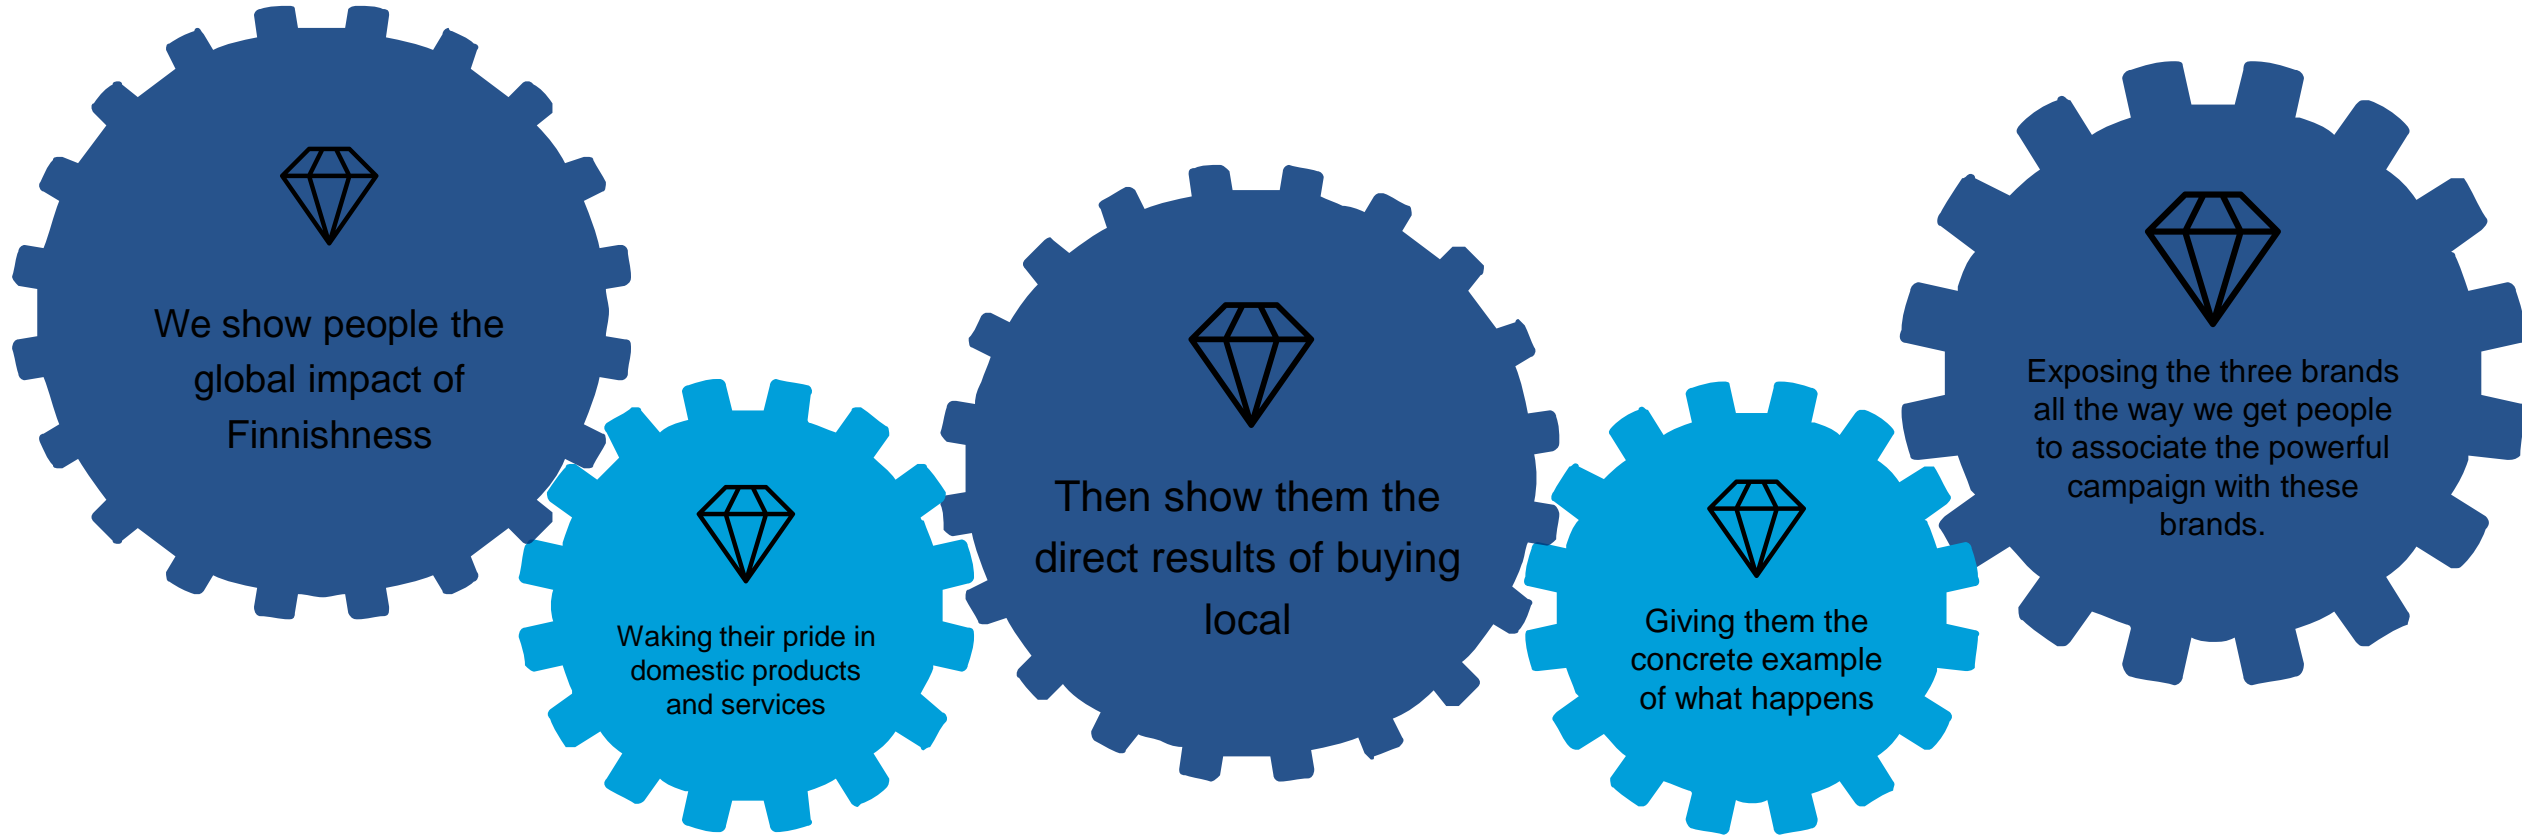 We show people the
global impact of
Finnishness
Waking their pride in
domestic products
and services
Then show them the
direct results of buying
local
Giving them the
concrete example
of what happens
Exposing the three brands
all the way we get people
to associate the powerful
campaign with these
brands.